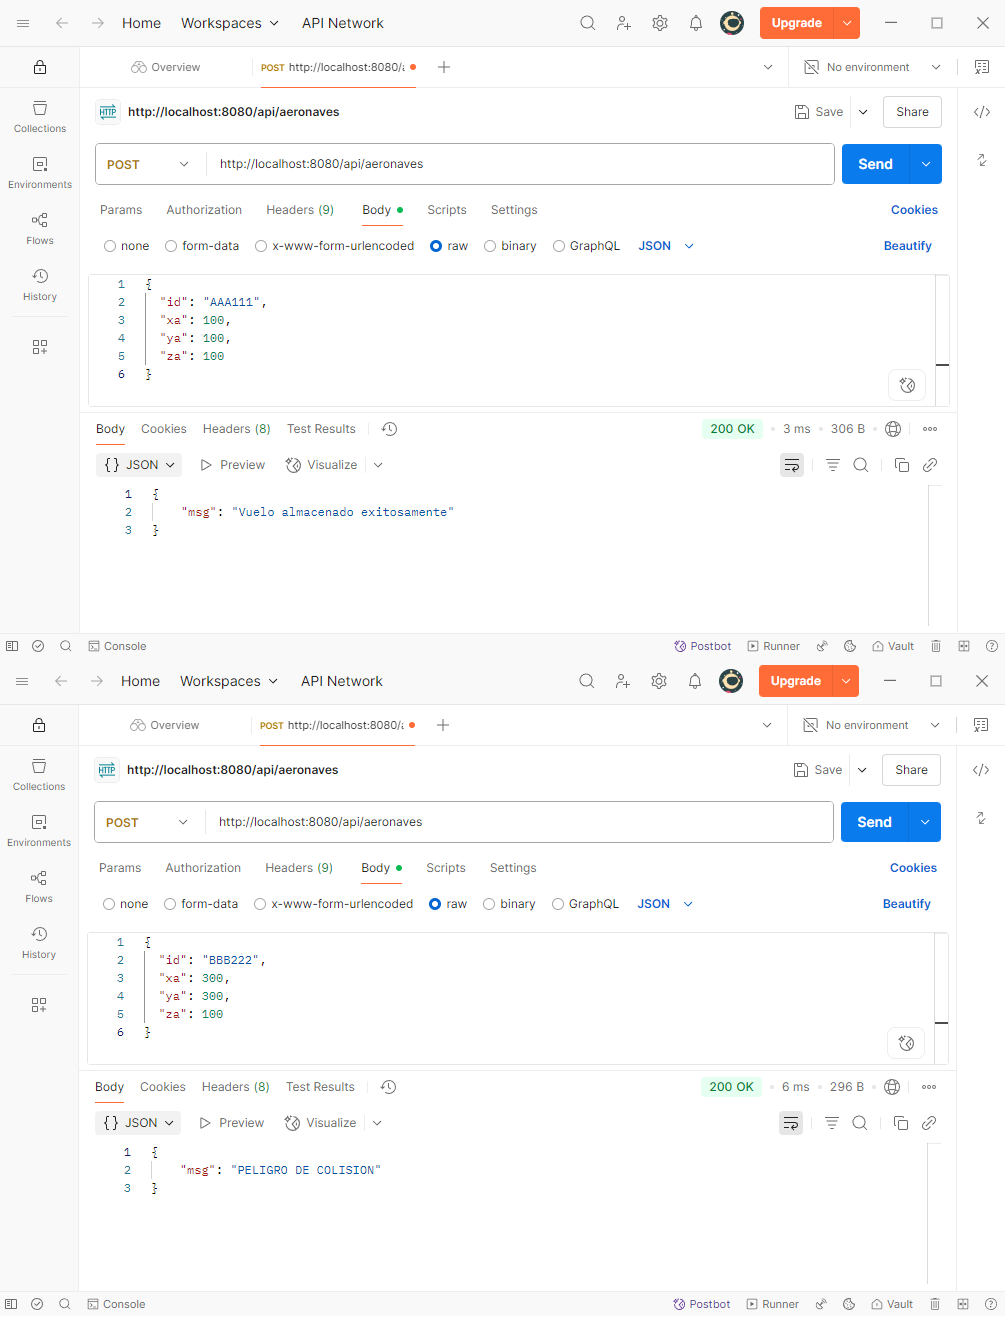 Home Workspaces API Network Upgrade
Overview POST http://localhost:8080/a No environment
HTTP http://localhost:8080/api/aeronaves Save Share
Collections
POST http://localhost:8080/api/aeronaves Send
Environments
Params Authorization Headers (9) Body Scripts Settings Cookies
Flows
none form-data x-www-form-urlencoded raw binary GraphQL JSON Beautify
History
1 {
2 "id": "AAA111",
3 "xa": 100,
4 "ya": 100,
5 "za": 100
6 }
Body Cookies Headers (8) Test Results 200 OK • 3 ms • 306 B •
{} JSON Preview Visualize
1 {
2 "msg": "Vuelo almacenado exitosamente"
3 }
Console Postbot Runner Vault
Home Workspaces API Network Upgrade
Overview POST http://localhost:8080/a No environment
HTTP http://localhost:8080/api/aeronaves Save Share
Collections
POST http://localhost:8080/api/aeronaves Send
Environments
Params Authorization Headers (9) Body Scripts Settings Cookies
Flows
none form-data x-www-form-urlencoded raw binary GraphQL JSON Beautify
History
1 {
2 "id": "BBB222",
3 "xa": 300,
4 "ya": 300,
5 "za": 100
6 }
Body Cookies Headers (8) Test Results 200 OK • 6 ms • 296 B •
{} JSON Preview Visualize
1 {
2 "msg": "PELIGRO DE COLISION"
3 }
Console Postbot Runner Vault